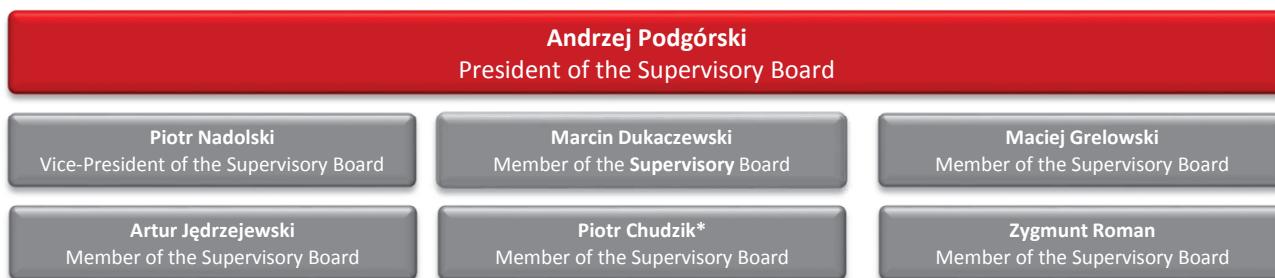 Andrzej Podgórski
President of the Supervisory Board
Piotr Nadolski
Vice-President of the Supervisory Board
Marcin Dukaczewski
Member of the Supervisory Board
Maciej Grelowski
Member of the Supervisory Board
Artur Jędrzejewski
Member of the Supervisory Board
Piotr Chudzik*
Member of the Supervisory Board
Zygmunt Roman
Member of the Supervisory Board